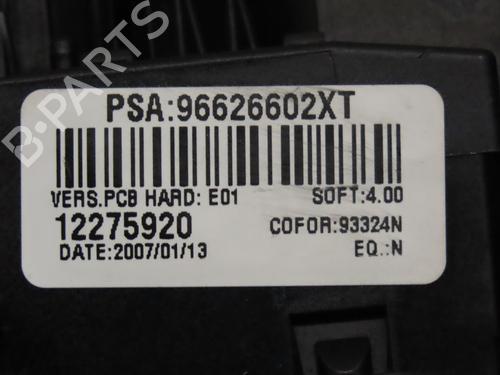 PSA:96626602XT
VERS.PCB HARD: E01 SOFT:4.00
12275920 COFOR:93324N
DATE:2007/01/13 EQ.:N
B-PARTS